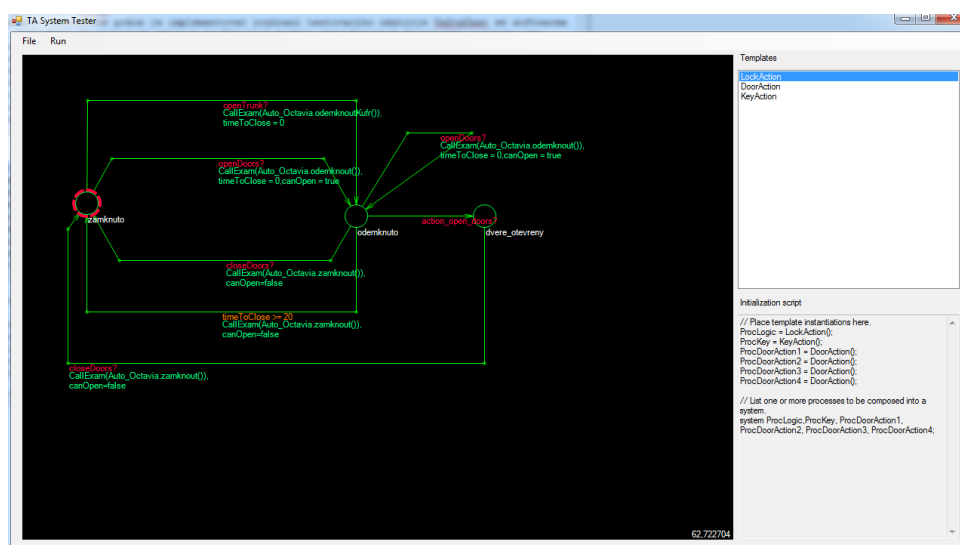 TA System Tester
File Run
Templates
LockAction
DoorAction
KeyAction
openTrunk?
CallExam(Auto_Octavia.odemknoutKufr()),
timeToClose = 0
openDoors?
CallExam(Auto_Octavia.odemknout()),
timeToClose = 0,canOpen = true
openDoors?
CallExam(Auto_Octavia.odemknout()),
timeToClose = 0,canOpen = true
zamknuto
action_open_doors?
odemknuto
dvere_otevreny
closeDoors?
CallExam(Auto_Octavia.zamknout()),
canOpen=false
timeToClose >= 20
CallExam(Auto_Octavia.zamknout()),
canOpen=false
closeDoors?
CallExam(Auto_Octavia.zamknout()),
canOpen=false
62,722704
Initialization script
// Place template instantiations here.
ProcLogic = LockAction();
ProcKey = KeyAction();
ProcDoorAction1 = DoorAction();
ProcDoorAction2 = DoorAction();
ProcDoorAction3 = DoorAction();
ProcDoorAction4 = DoorAction();
// List one or more processes to be composed into a
system.
system ProcLogic,ProcKey, ProcDoorAction1,
ProcDoorAction2, ProcDoorAction3, ProcDoorAction4;